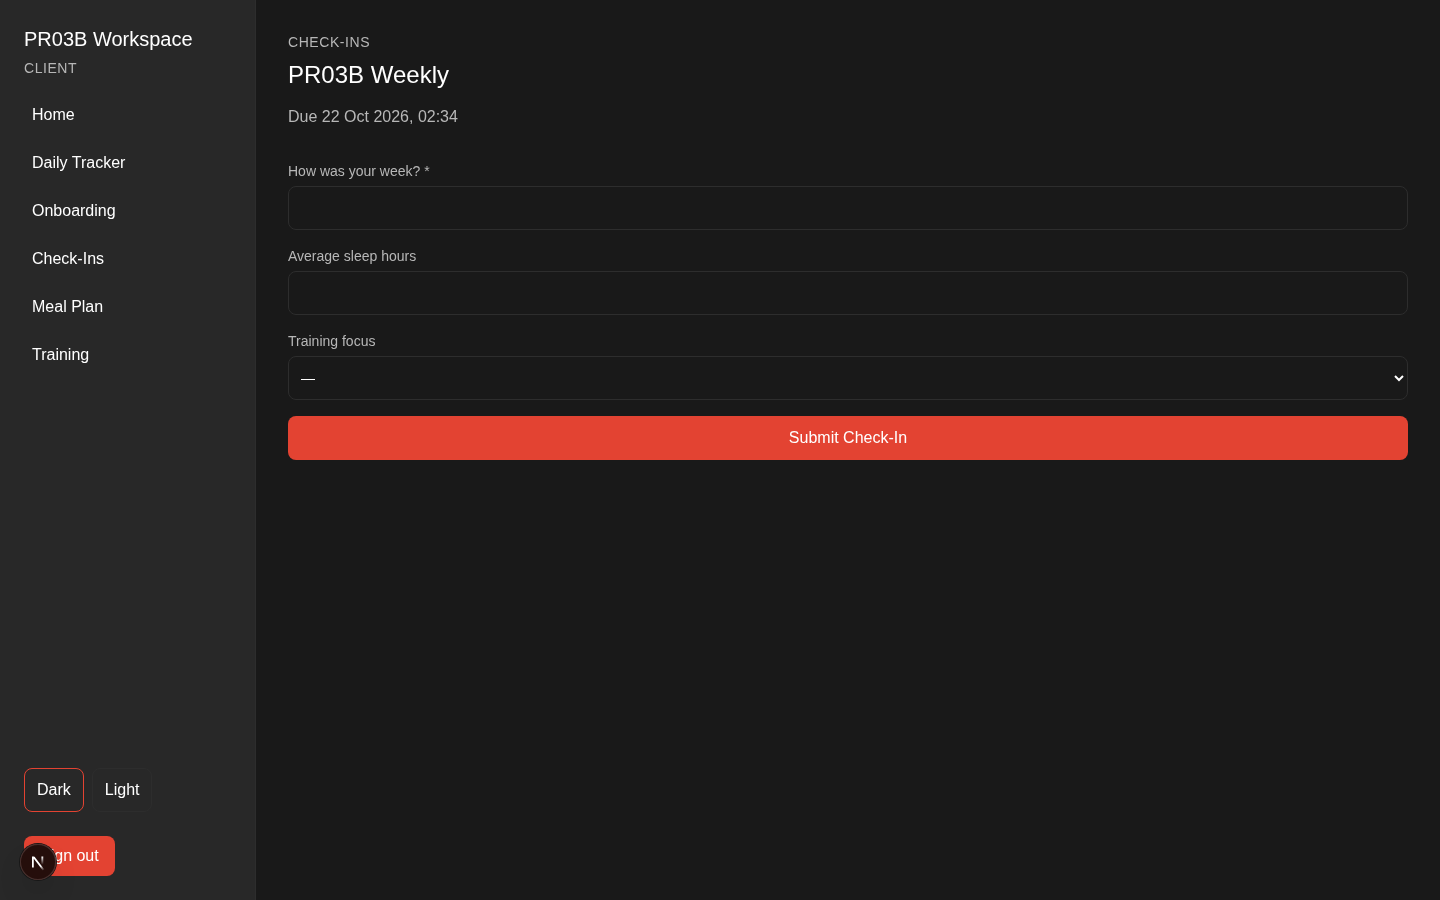 PR03B Workspace
CLIENT
Home
Daily Tracker
Onboarding
Check-Ins
Meal Plan
Training
Dark
Light
gn out
CHECK-INS
PR03B Weekly
Due 22 Oct 2026, 02:34
How was your week? *
Average sleep hours
Training focus
—
Submit Check-In